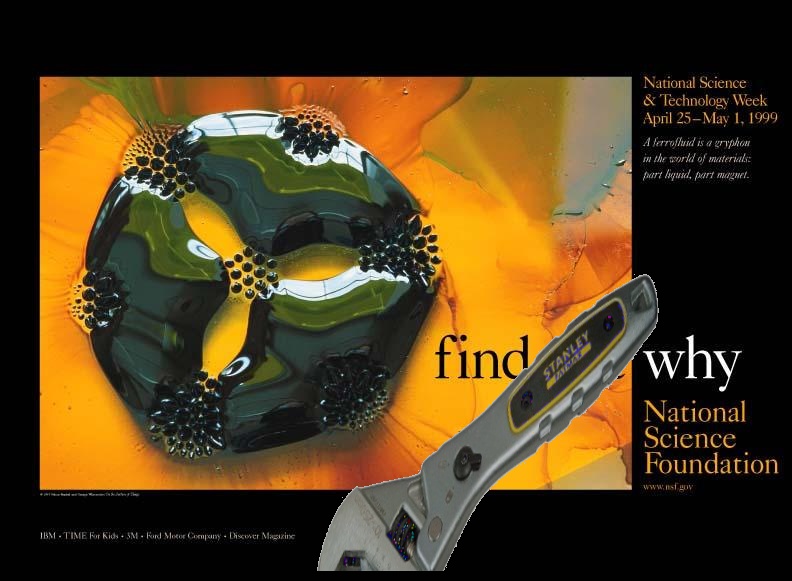 National Science
& Technology Week
April 25–May 1, 1999
A ferrofluid is a gryphon
in the world of materials:
part liquid, part magnet.
find why
STANLEY
National
Science
Foundation
www.nsf.gov
IBM • TIME For Kids • 3M • Ford Motor Company • Discover Magazine